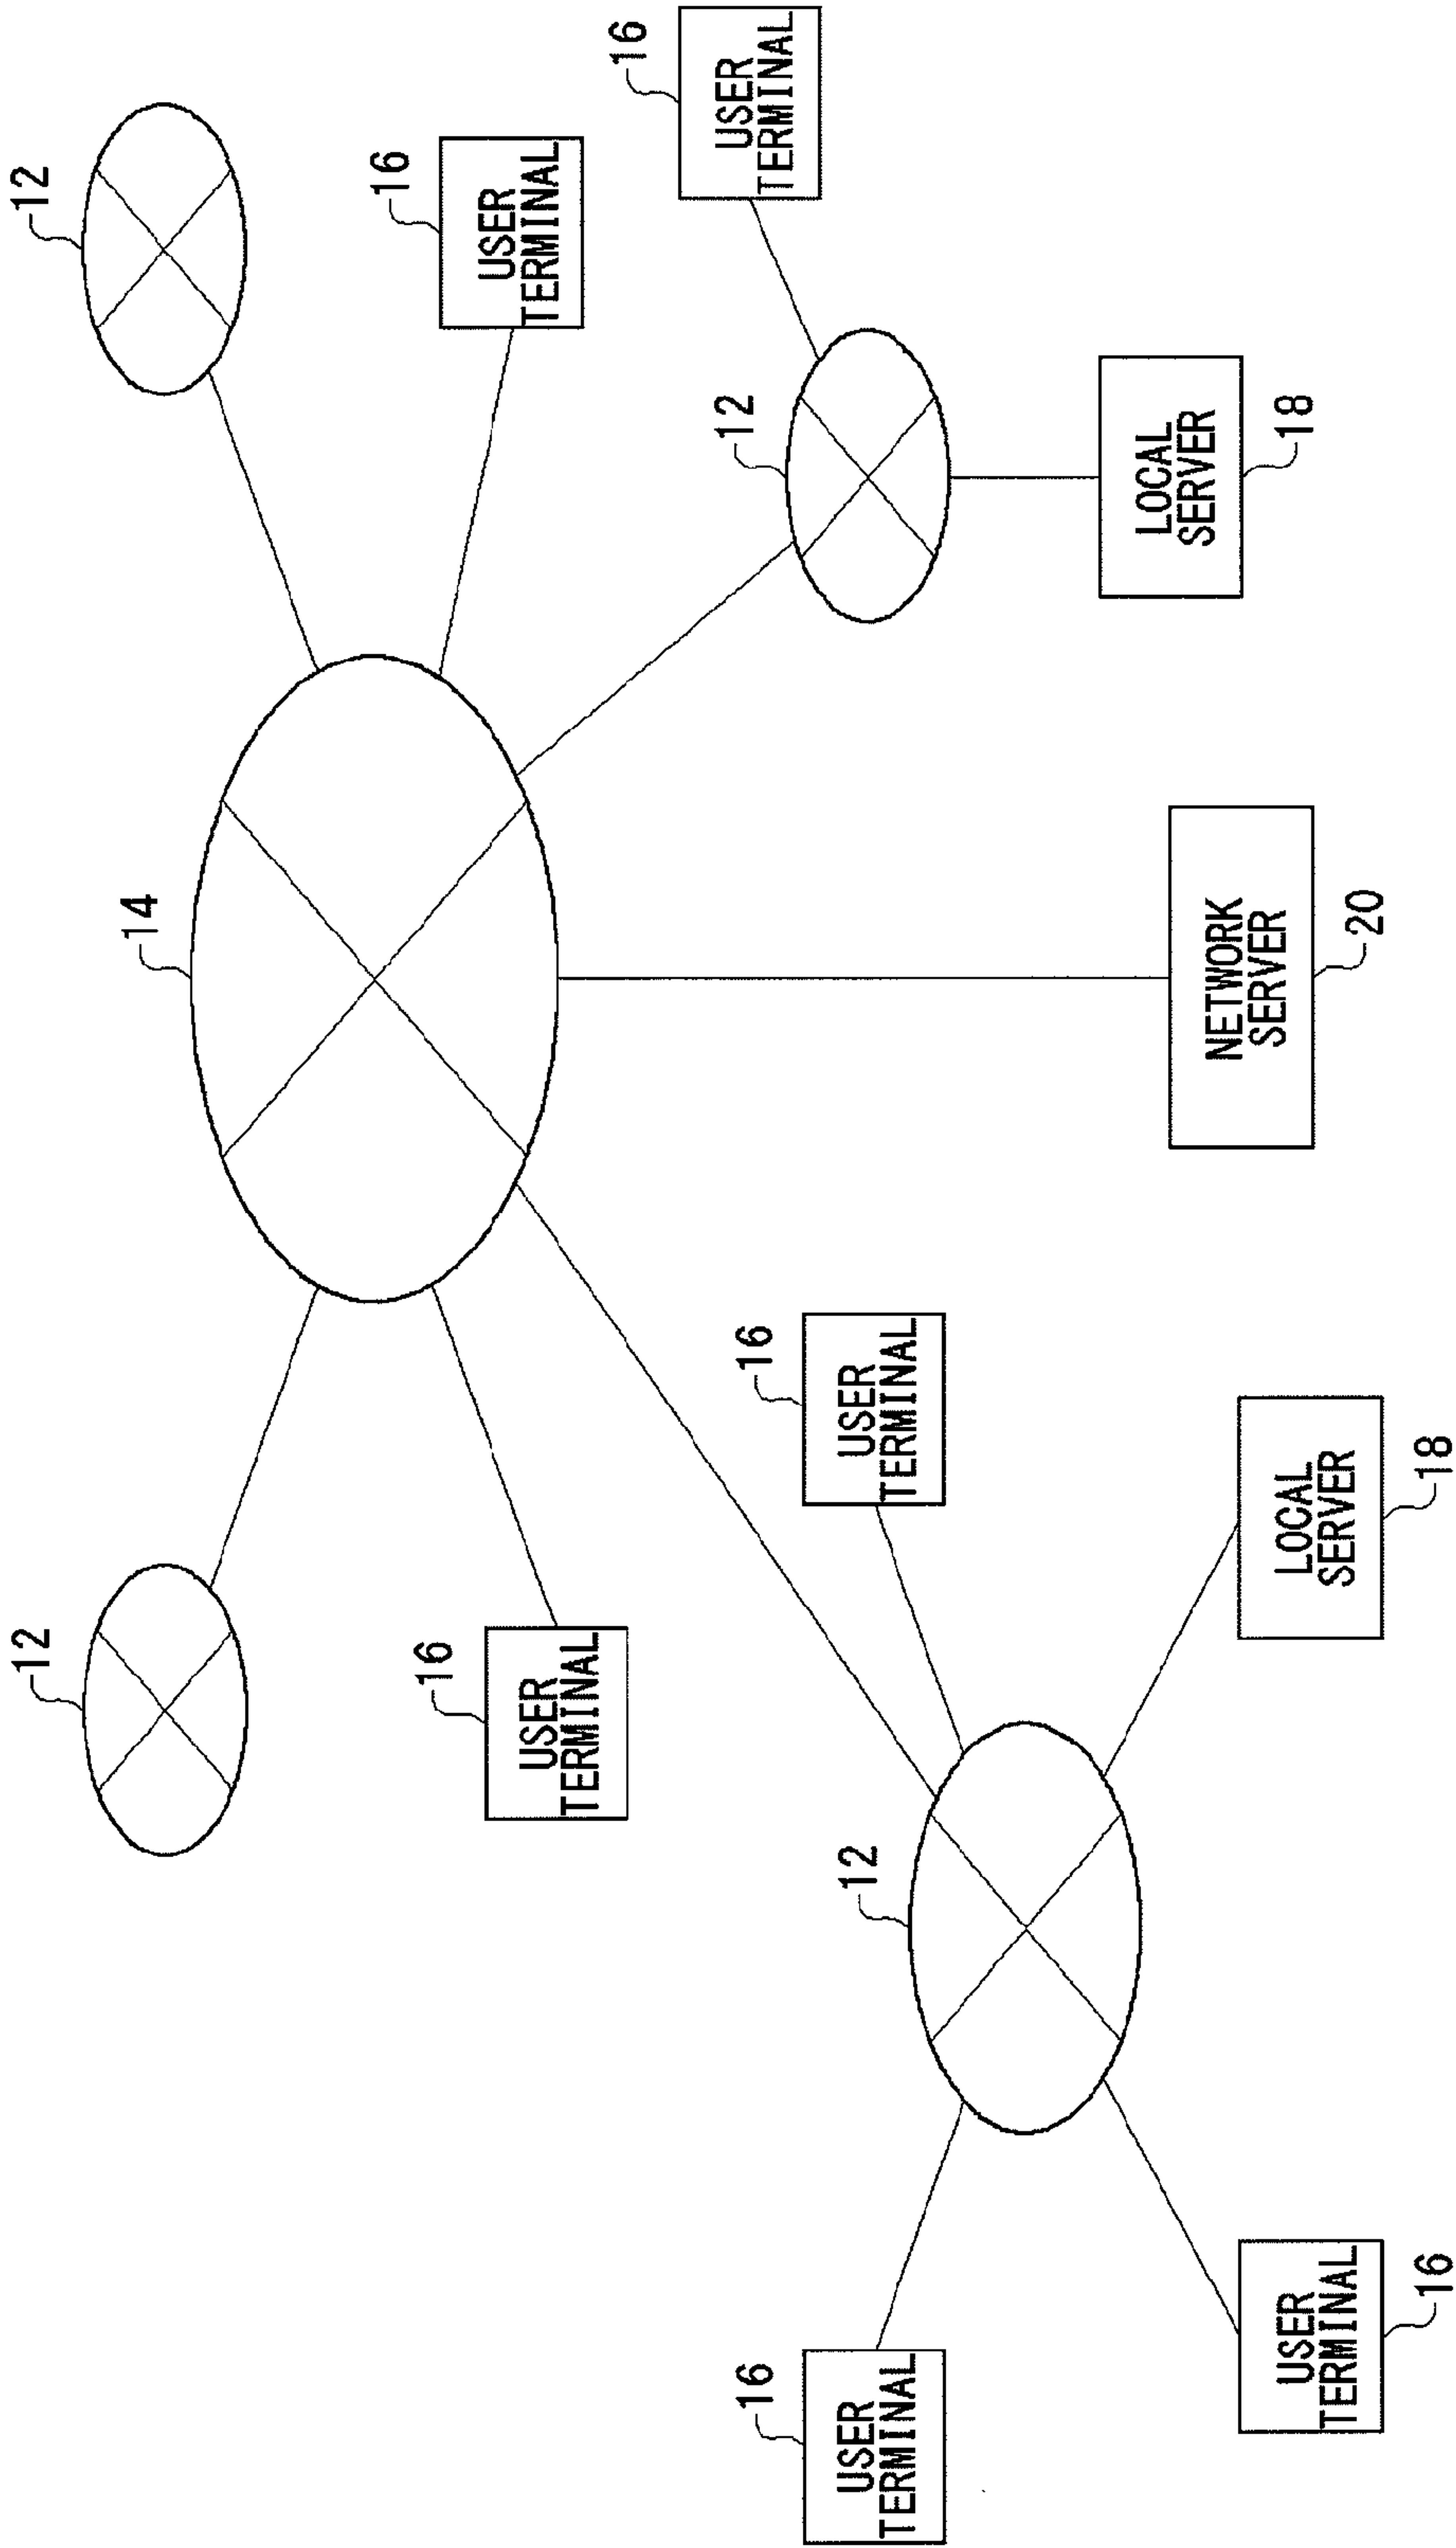 12
12
14
16
USER
TERMINAL
16
USER
TERMINAL
16
USER
TERMINAL
12
16
USER
TERMINAL
16
USER
TERMINAL
12
LOCAL
SERVER
18
NETWORK
SERVER
20
USER
TERMINAL
16
LOCAL
SERVER
18